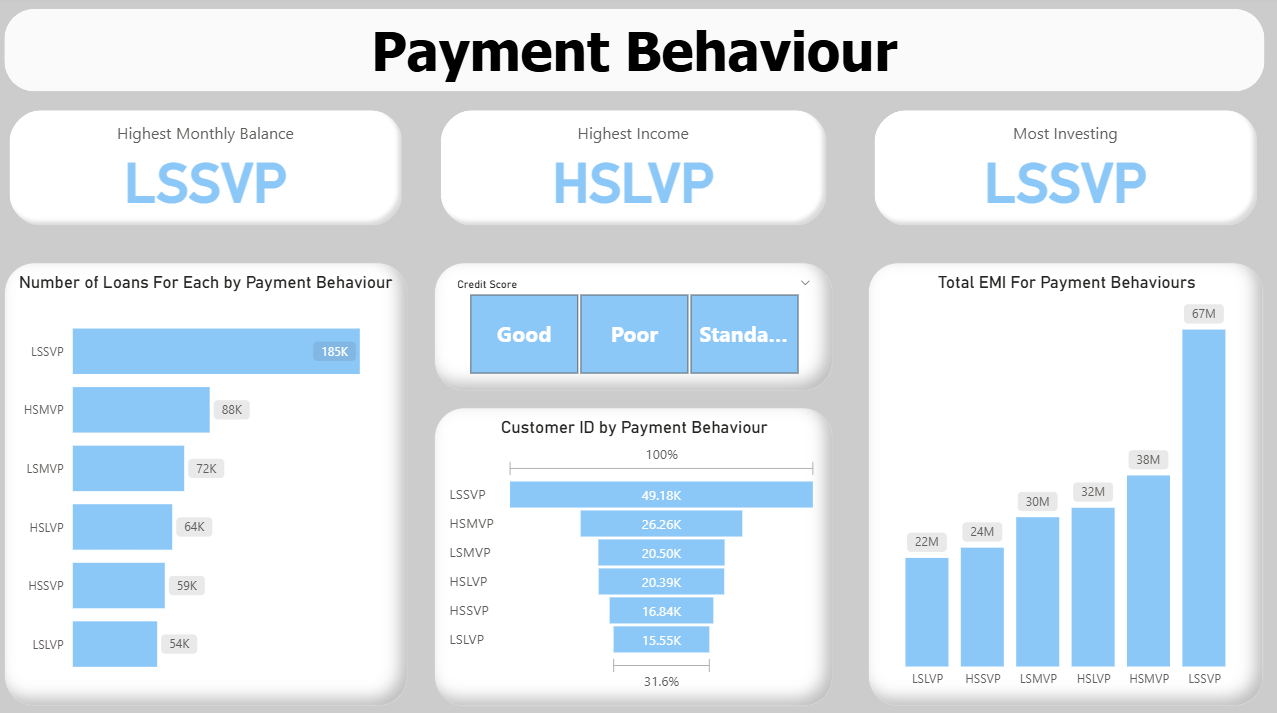 Payment Behaviour
Highest Monthly Balance
LSSVP
Highest Income
HSLVP
Most Investing
LSSVP
Number of Loans For Each by Payment Behaviour
LSSVP 185K
HSMVP 88K
LSMVP 72K
HSLVP 64K
HSSVP 59K
LSLVP 54K
Credit Score
Good Poor Standa...
Customer ID by Payment Behaviour
100%
LSSVP 49.18K
HSMVP 26.26K
LSMVP 20.50K
HSLVP 20.39K
HSSVP 16.84K
LSLVP 15.55K
31.6%
Total EMI For Payment Behaviours
22M 24M 30M 32M 38M 67M
LSLVP HSSVP LSMVP HSLVP HSMVP LSSVP